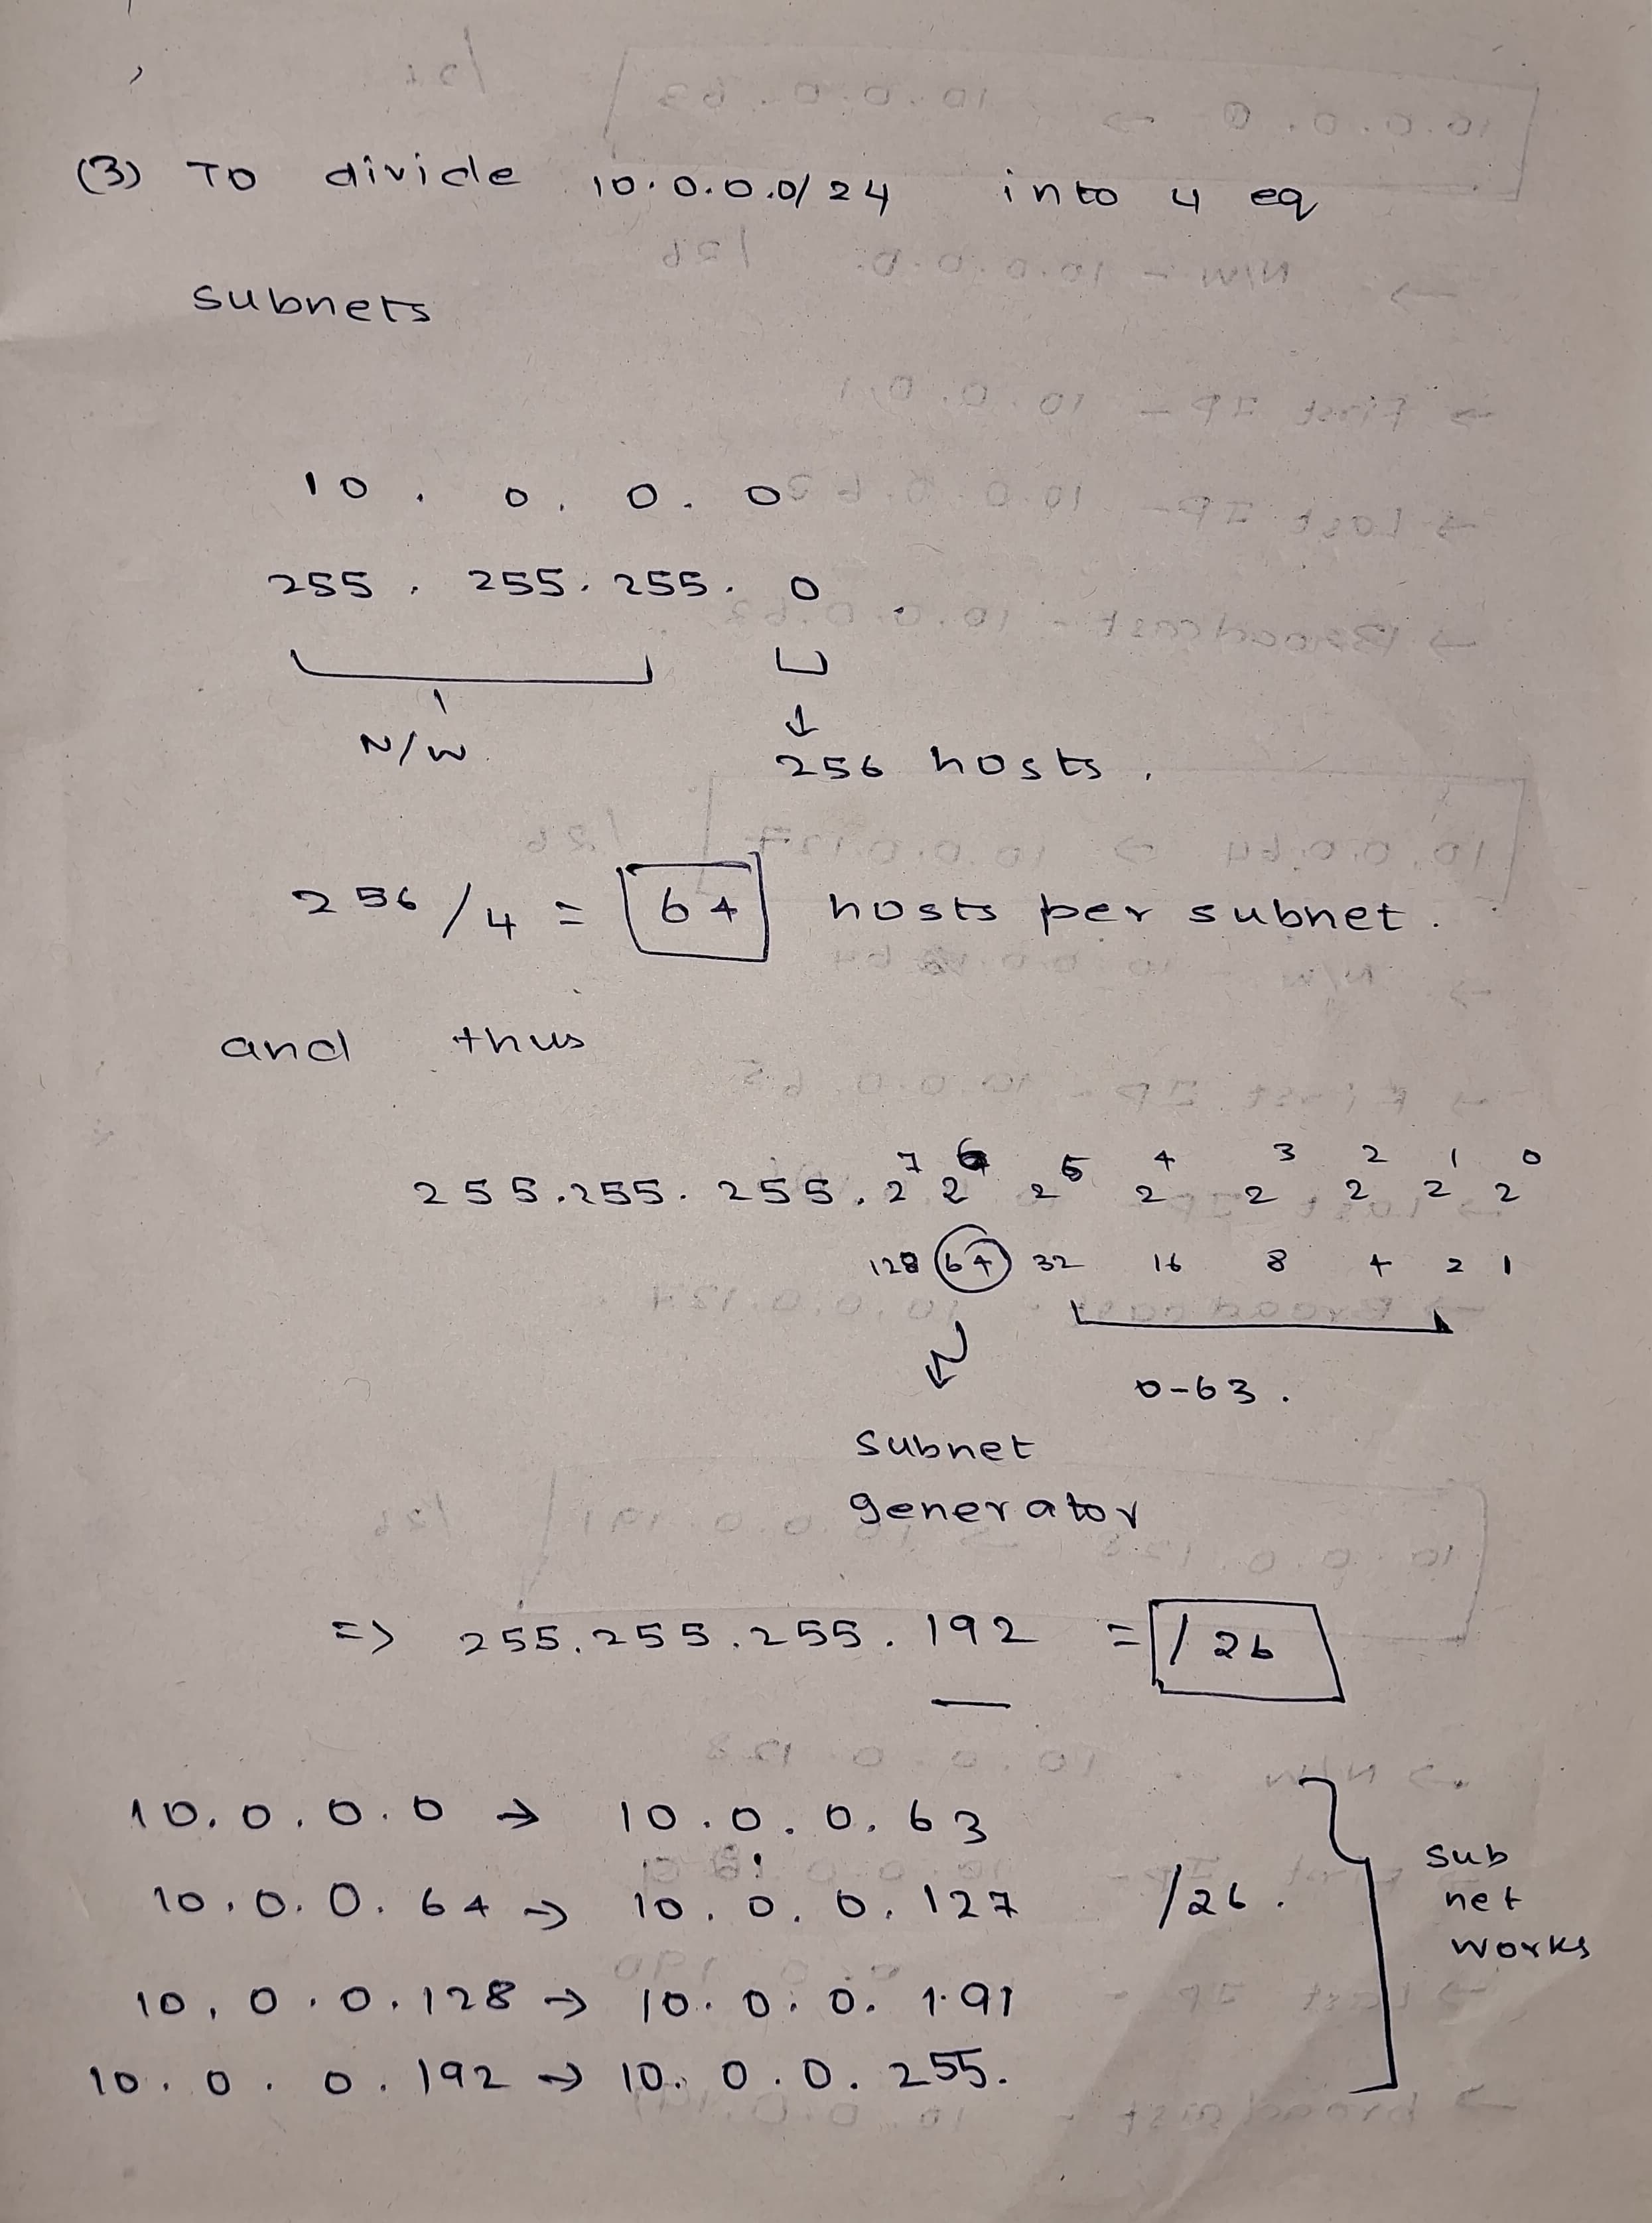 (3) To divide 10.0.0.0/24 into 4 eq
subnets
10 . 0 . 0 . 0
255 . 255 . 255 . 0
N/W
256 hosts .
256 / 4 = 64 hosts per subnet .
and thus
7 6 5 4 3 2 1 0
255.255.255.2 2 2 2 2 2 2 2
128 64 32 16 8 4 2 1
0-63 .
subnet
generator
=> 255.255.255.192 = /26
10.0.0.0 → 10.0.0.63
10.0.0.64 → 10.0.0.127 /26 .
10.0.0.128 → 10.0.0.191
10.0.0.192 → 10.0.0.255.
sub
net
works